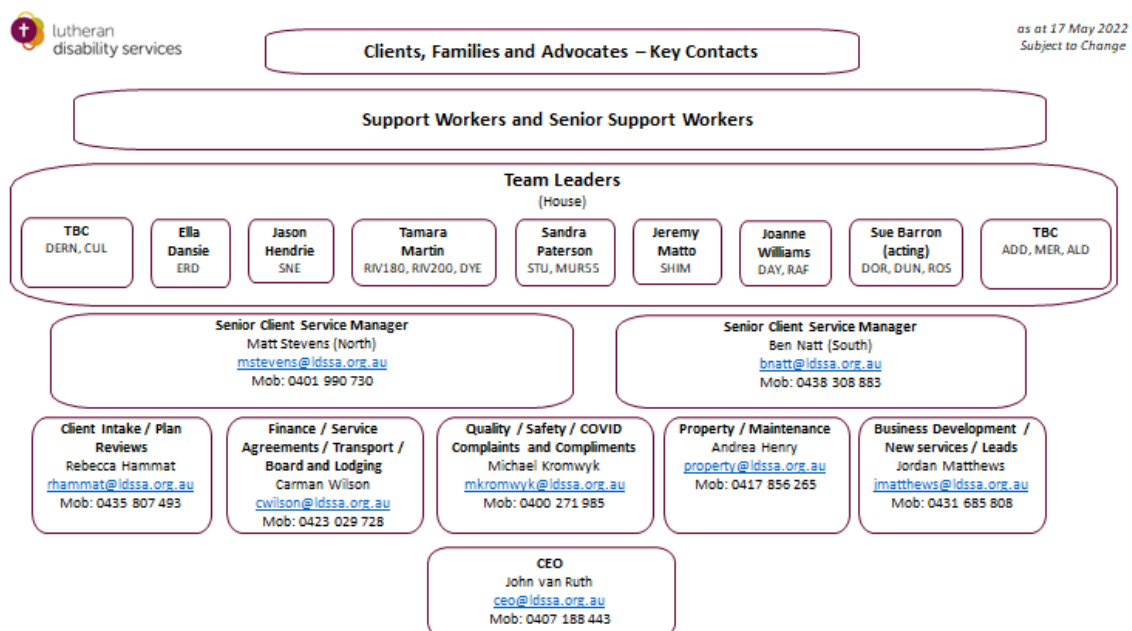 lutheran
disability services
as at 17 May 2022
Subject to Change
Clients, Families and Advocates – Key Contacts
Support Workers and Senior Support Workers
Team Leaders
(House)
TBC
DERN, CUL
Ella
Dansie
ERD
Jason
Hendrie
SNE
Tamara
Martin
RIV180, RIV200, DYE
Sandra
Paterson
STU, MUR55
Jeremy
Matto
SHIM
Joanne
Williams
DAY, RAF
Sue Barron
(acting)
DOR, DUN, ROS
TBC
ADD, MER, ALD
Senior Client Service Manager
Matt Stevens (North)
mstevens@ldssa.org.au
Mob: 0401 990 730
Senior Client Service Manager
Ben Natt (South)
bnatt@ldssa.org.au
Mob: 0438 308 883
Client Intake / Plan
Reviews
Rebecca Hammat
rhammat@ldssa.org.au
Mob: 0435 807 493
Finance / Service
Agreements / Transport /
Board and Lodging
Carman Wilson
cwilson@ldssa.org.au
Mob: 0423 029 728
Quality / Safety / COVID
Complaints and Compliments
Michael Kromwyk
mkromwyk@ldssa.org.au
Mob: 0400 271 985
Property / Maintenance
Andrea Henry
property@ldssa.org.au
Mob: 0417 856 265
Business Development /
New services / Leads
Jordan Matthews
jmatthews@ldssa.org.au
Mob: 0431 685 808
CEO
John van Ruth
ceo@ldssa.org.au
Mob: 0407 188 443